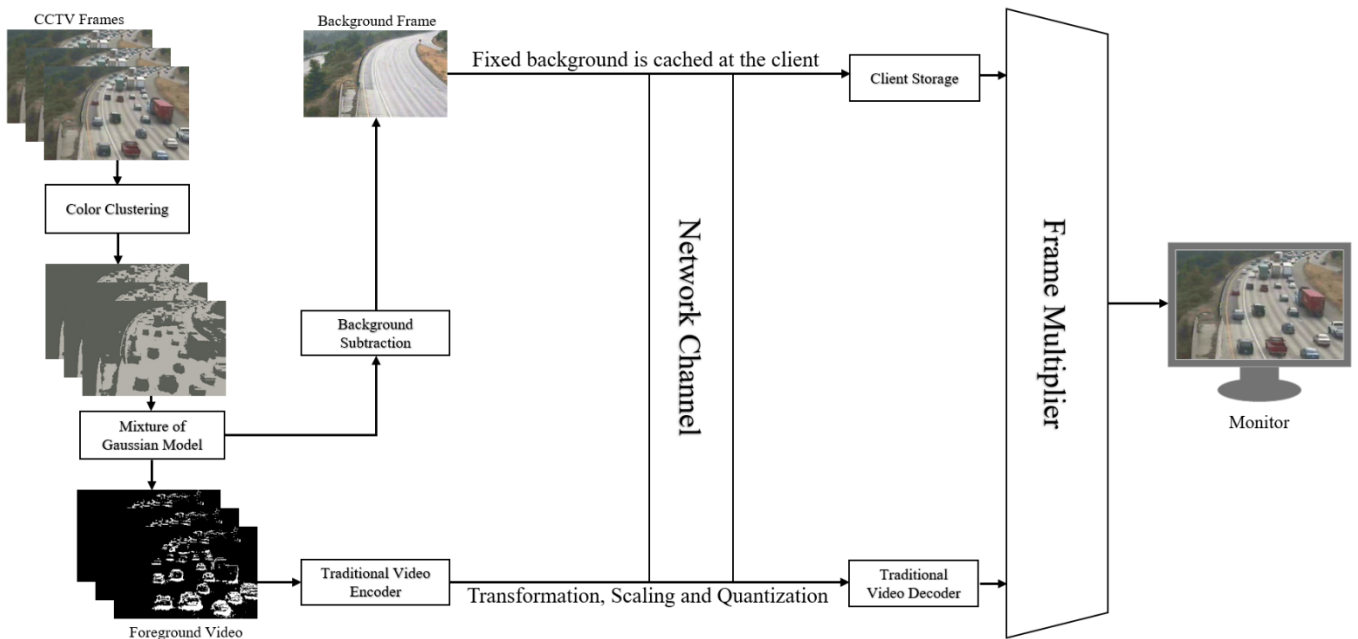 CCTV Frames
Background Frame
Fixed background is cached at the client
Client Storage
Color Clustering
Network Channel
Frame Multiplier
Background
Subtraction
Mixture of
Gaussian Model
Monitor
Traditional Video
Encoder
Transformation, Scaling and Quantization
Traditional
Video Decoder
Foreground Video